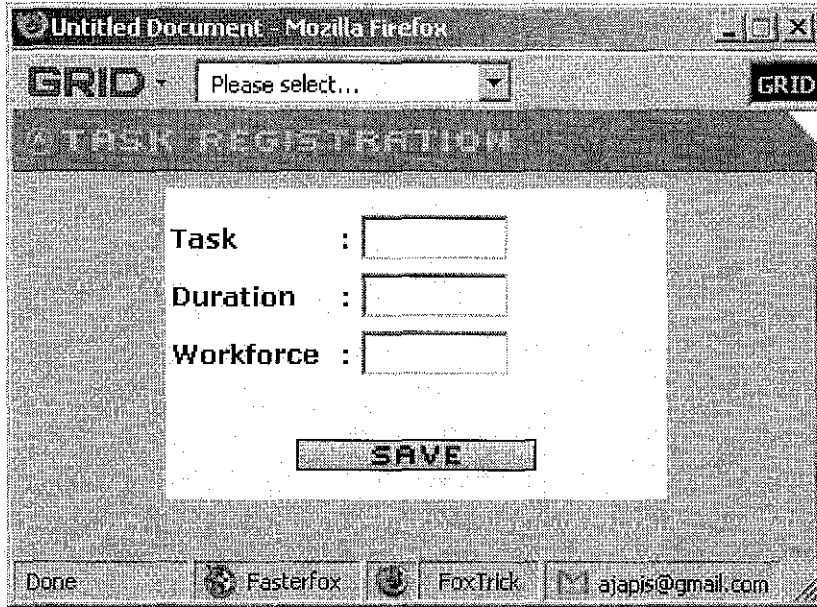 Untitled Document - Mozilla Firefox
GRID Please select... GRID
TASK REGISTRATION
Task :
Duration :
Workforce :
SAVE
Done Fasterfox FoxTrick ajapis@gmail.com